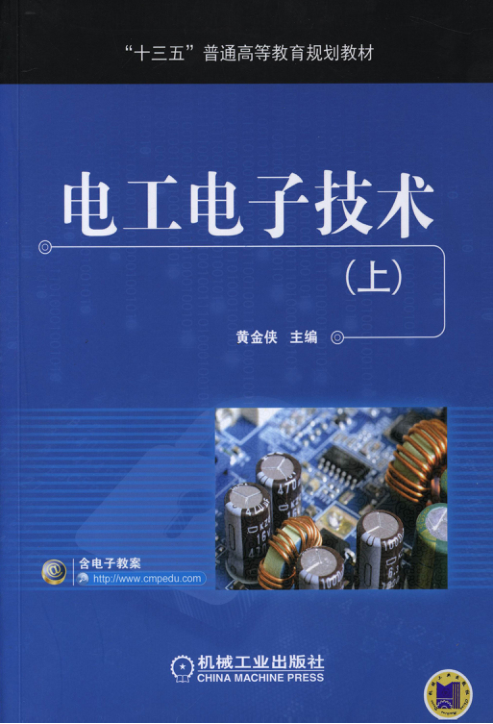 “十三五”普通高等教育规划教材
电工电子技术
（上）
黄金侠 主编
含电子教案
http://www.cmpedu.com
机械工业出版社
CHINA MACHINE PRESS